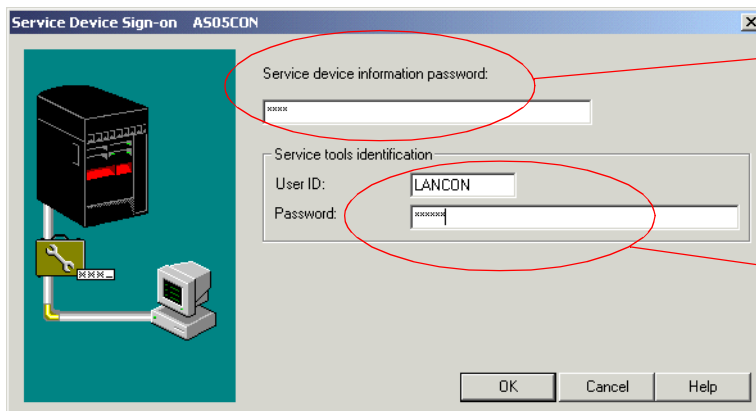 Service Device Sign-on AS05CON
Service device information password:
****
Service tools identification
User ID: LANCON
Password: ******
***_
OK Cancel Help